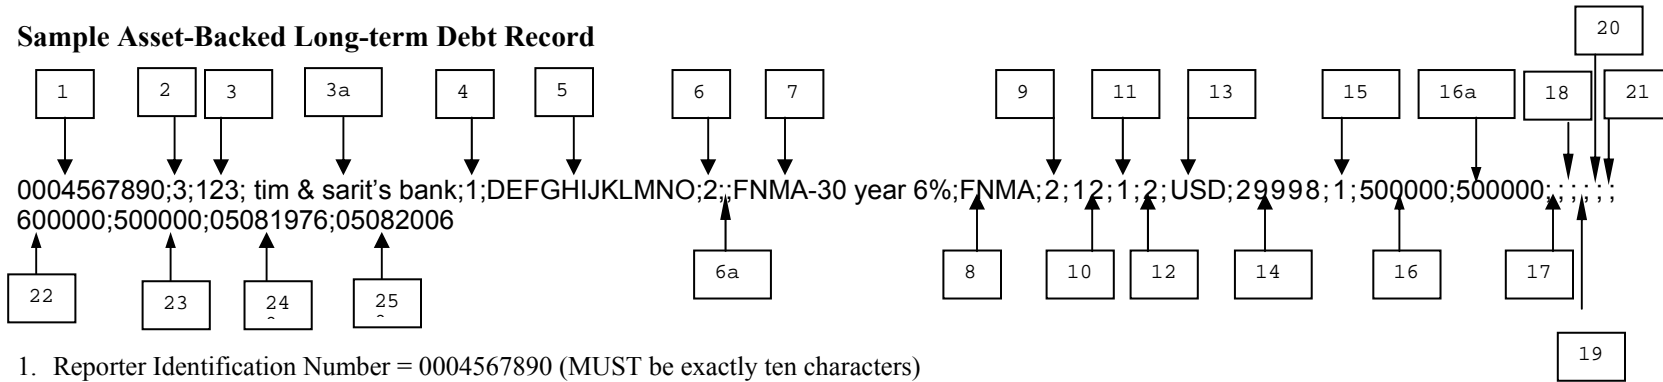 20
Sample Asset-Backed Long-term Debt Record
1 2 3 3a 4 5 6 7 9 11 13 15 16a 18 21
0004567890;3;123; tim & sarit's bank;1;DEFGHIJKLMNO;2;;FNMA-30 year 6%;FNMA;2;12;1;2;USD;29998;1;500000;500000;;;;;;
600000;500000;05081976;05082006
22 23 24 25 6a 8 10 12 14 16 17
19
1. Reporter Identification Number = 0004567890 (MUST be exactly ten characters)